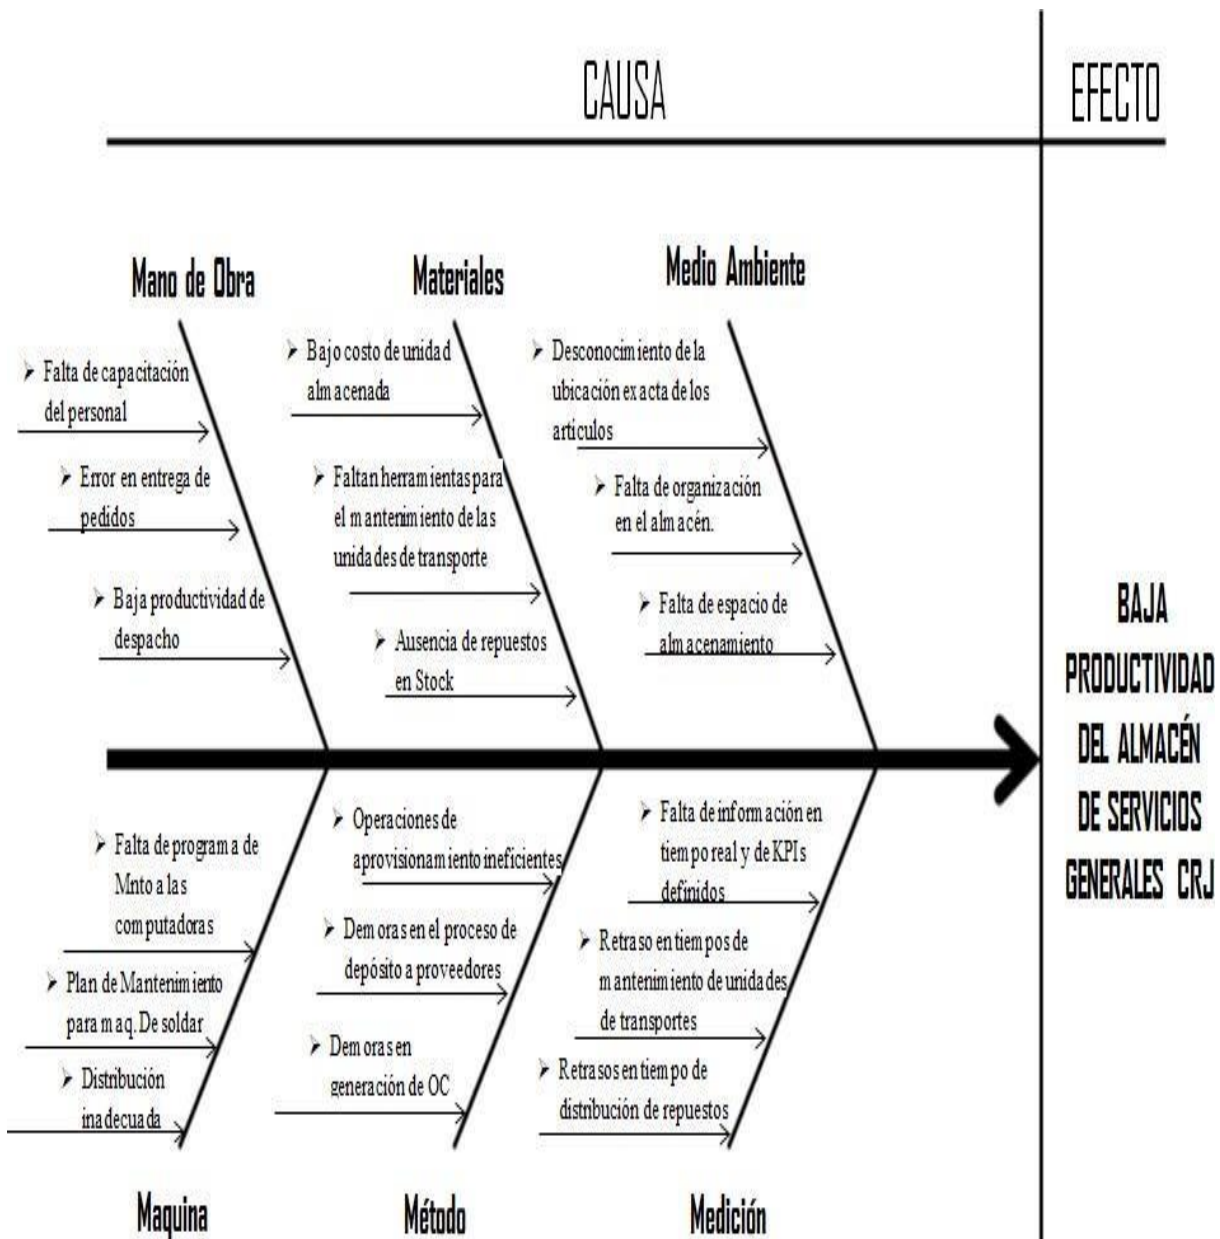 CAUSA
EFECTO
Mano de Obra
Falta de capacitación
del personal
Error en entrega de
pedidos
Baja productividad de
despacho
Materiales
Bajo costo de unidad
almacenada
Faltan herramientas para
el mantenimiento de las
unidades de transporte
Ausencia de repuestos
en Stock
Medio Ambiente
Desconocimiento de la
ubicación exacta de los
articulos
Falta de organización
en el almacén.
Falta de espacio de
almacenamiento
Falta de programa de
Mnto a las
computadoras
Plan de Mantenimiento
para maq. De soldar
Distribución
inadecuada
Maquina
Operaciones de
aprovisionamiento ineficientes
Demoras en el proceso de
depósito a proveedores
Demoras en
generación de OC
Método
Falta de información en
tiempo real y de KPIs
definidos
Retraso en tiempos de
mantenimiento de unidades
de transportes
Retrasos en tiempo de
distribución de repuestos
Medición
BAJA
PRODUCTIVIDAD
DEL ALMACÉN
DE SERVICIOS
GENERALES CRJ